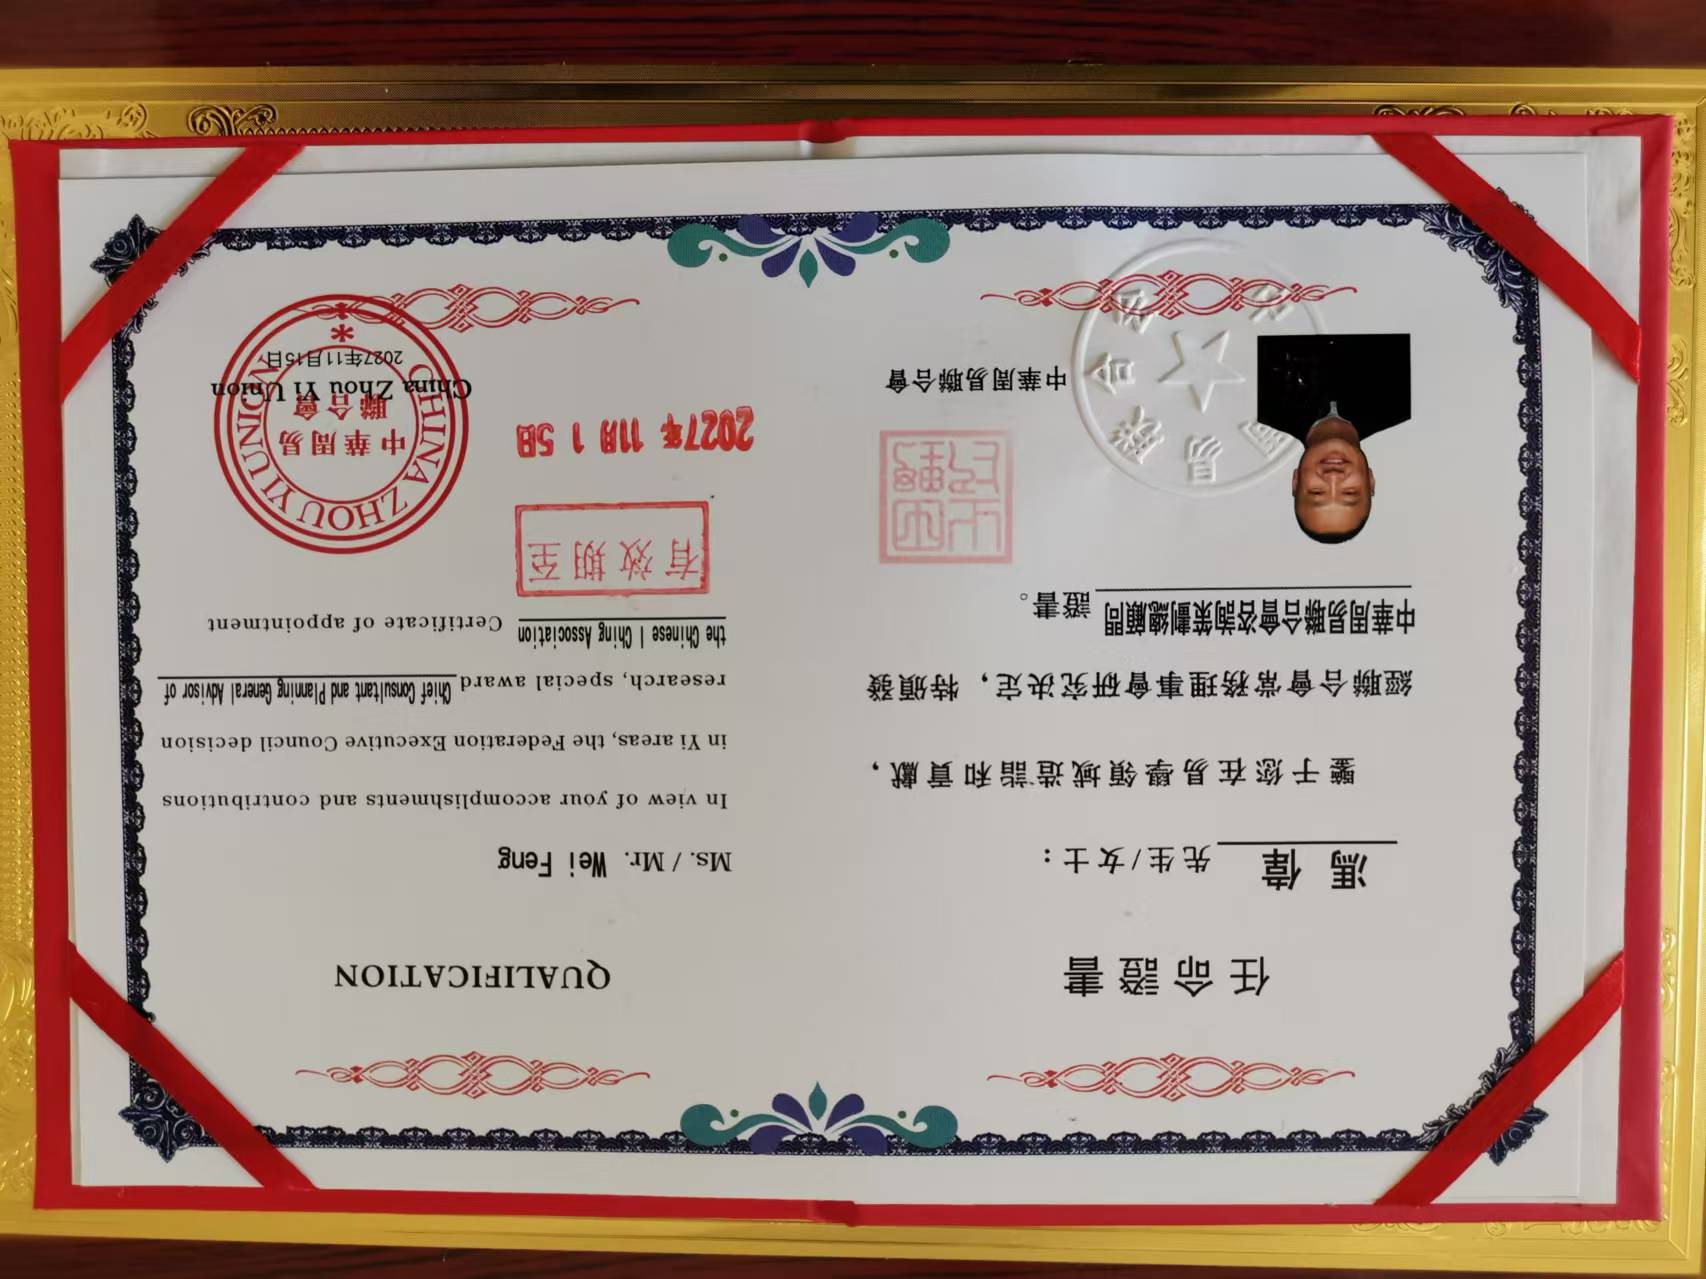 任命證書
馮 偉 先生/女士：
鑒于您在易學領域造詣和貢獻，
經聯合會常務理事會研究決定，特頒發
中華周易聯合會咨詢策劃總顧問 證書。
中華周易聯合會
QUALIFICATION
Ms. / Mr. Wei Feng
In view of your accomplishments and contributions
in Yi areas, the Federation Executive Council decision
research, special award Chief Consultant and Planning General Advisor of
the Chinese I Ching Association Certificate of appointment
有效期至
2027年 11月 1 5日
CHINA ZHOU YI UNION
中華周易
聯合會
China Zhou Yi Union
2027年11月15日